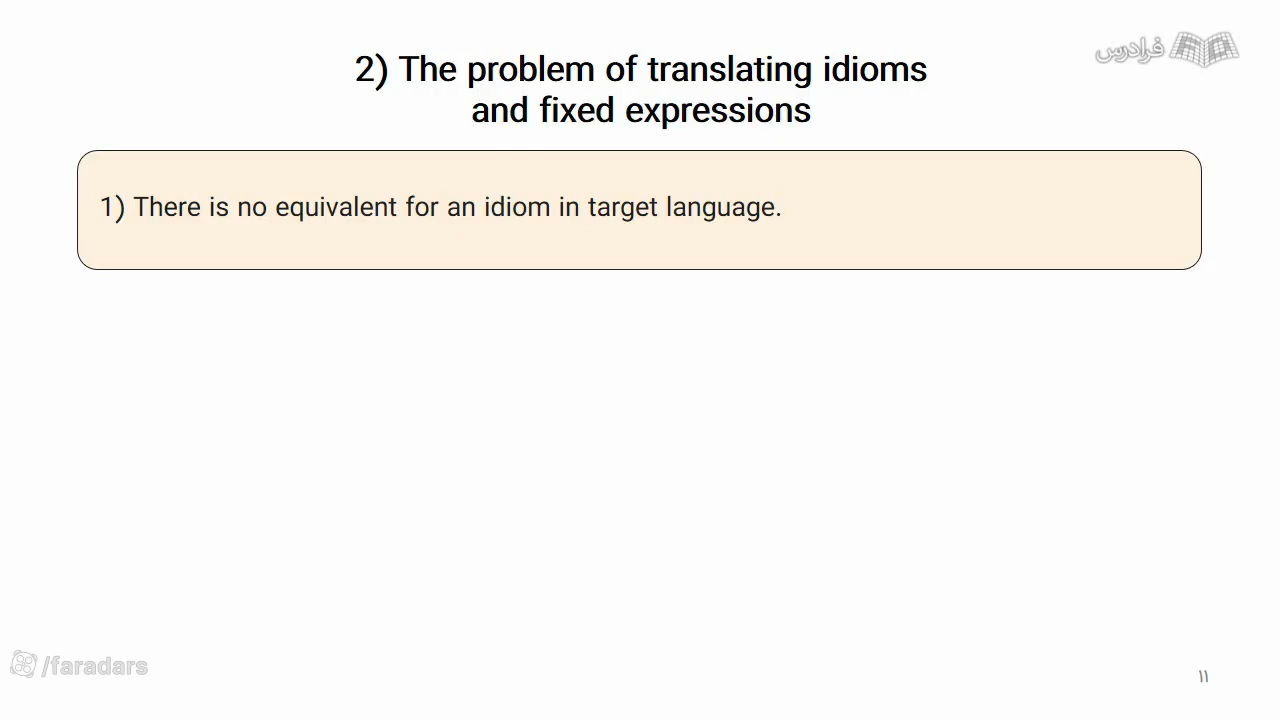 فرادرس
2) The problem of translating idioms
and fixed expressions
1) There is no equivalent for an idiom in target language.
/faradars
۱۱